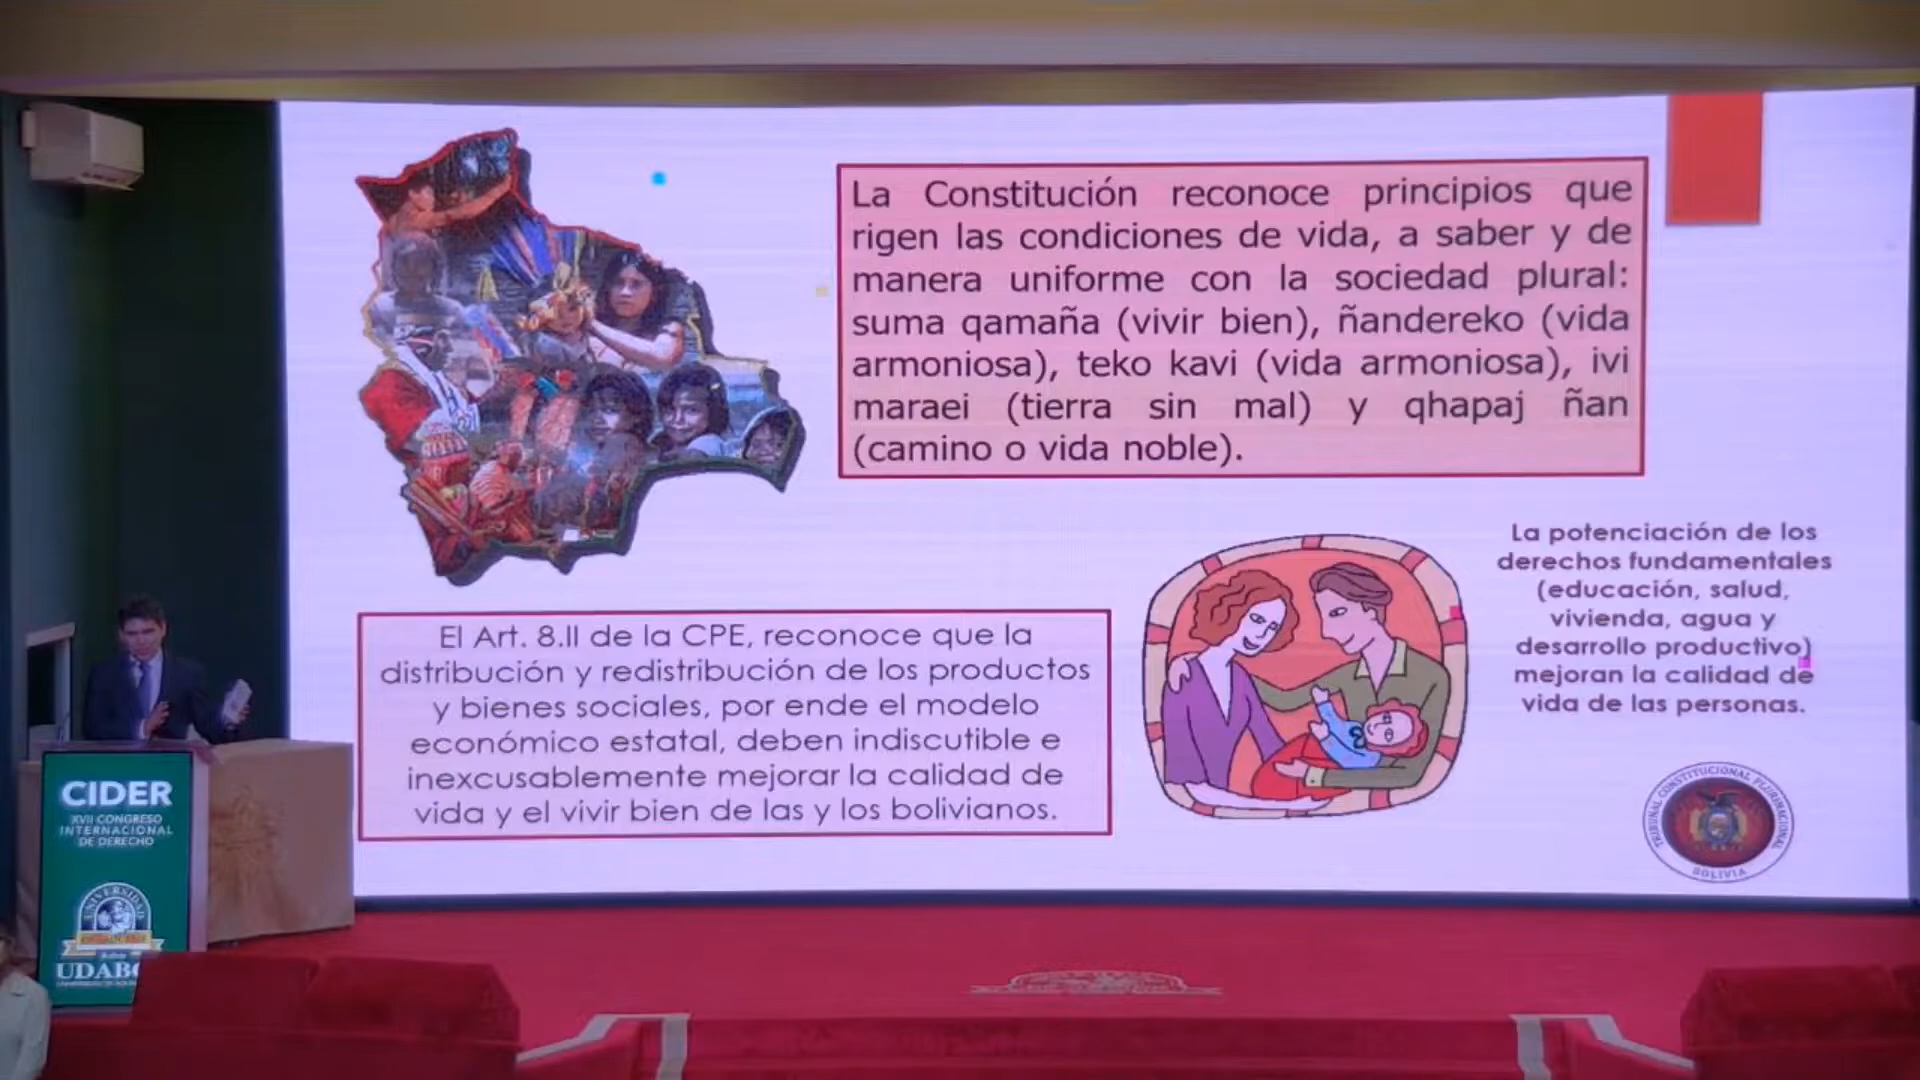 La Constitución reconoce principios que
rigen las condiciones de vida, a saber y de
manera uniforme con la sociedad plural:
suma qamaña (vivir bien), ñandereko (vida
armoniosa), teko kavi (vida armoniosa), ivi
maraei (tierra sin mal) y qhapaj ñan
(camino o vida noble).
La potenciación de los
derechos fundamentales
(educación, salud,
vivienda, agua y
desarrollo productivo)
mejoran la calidad de
vida de las personas.
El Art. 8.II de la CPE, reconoce que la
distribución y redistribución de los productos
y bienes sociales, por ende el modelo
económico estatal, deben indiscutible e
inexcusablemente mejorar la calidad de
vida y el vivir bien de las y los bolivianos.
TRIBUNAL CONSTITUCIONAL PLURINACIONAL
BOLIVIA
CIDER
XVII CONGRESO
INTERNACIONAL
DE DERECHO
UNIVERSIDAD
UDABO